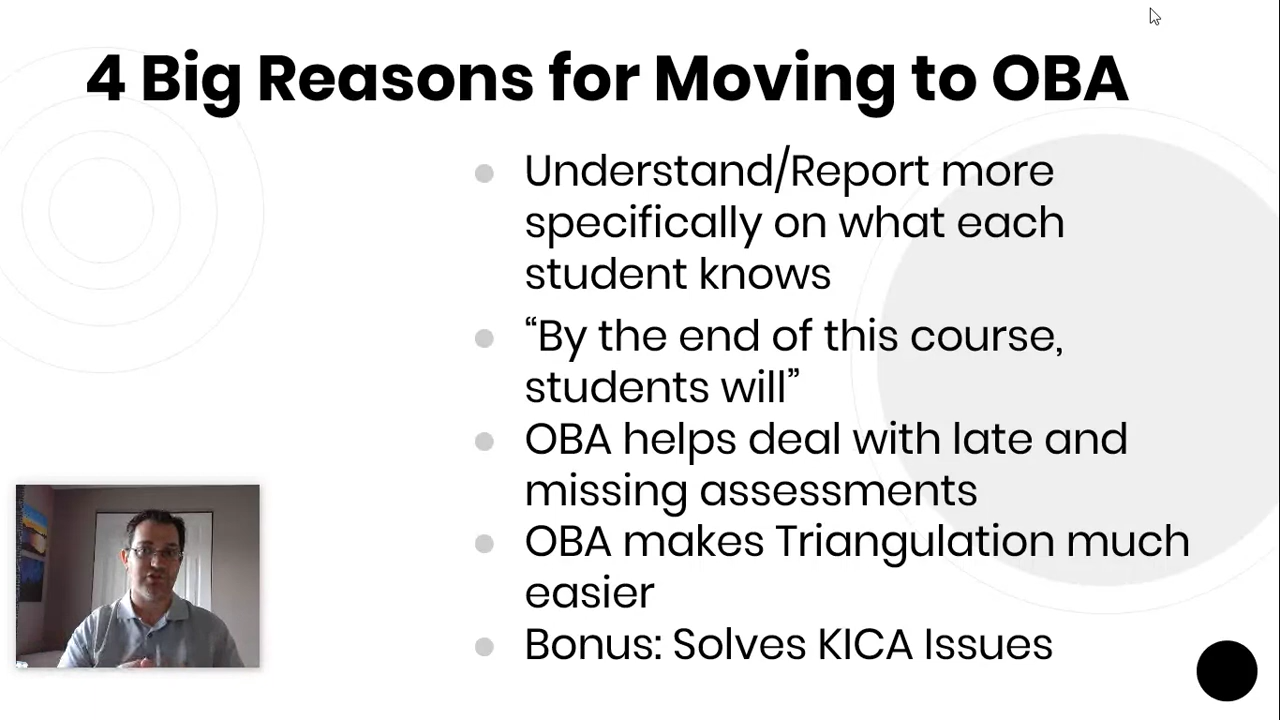 4 Big Reasons for Moving to OBA
Understand/Report more
specifically on what each
student knows
“By the end of this course,
students will”
OBA helps deal with late and
missing assessments
OBA makes Triangulation much
easier
Bonus: Solves KICA Issues